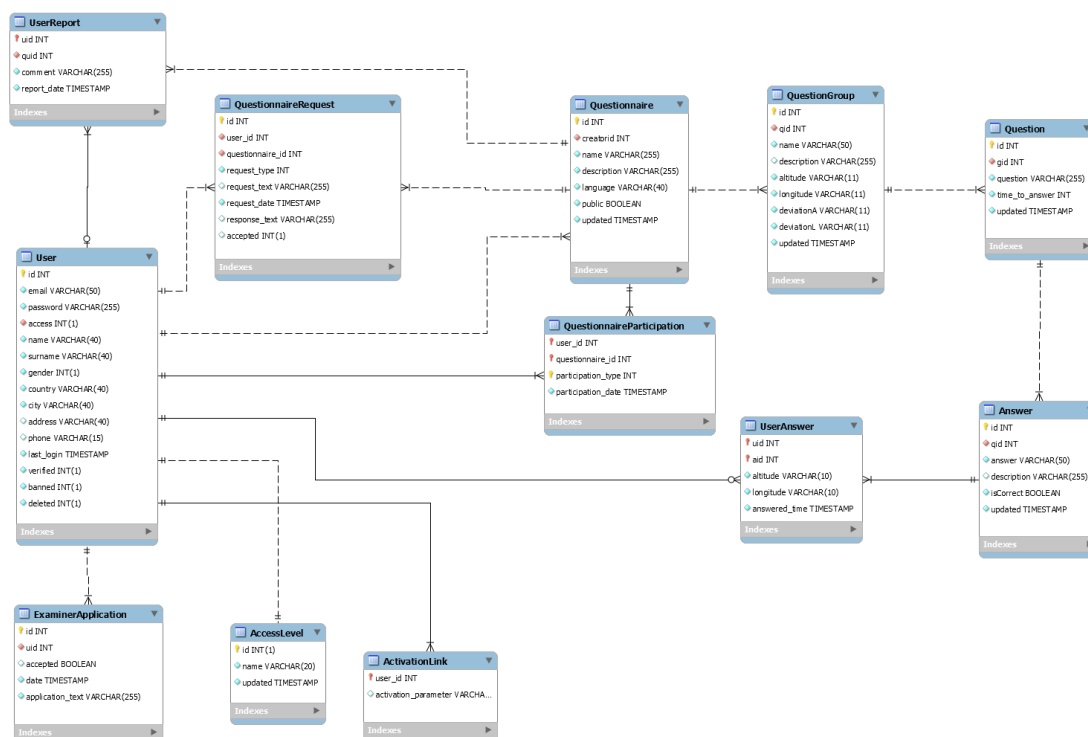 UserReport
uid INT
quid INT
comment VARCHAR(255)
report_date TIMESTAMP
Indexes
QuestionnaireRequest
id INT
user_id INT
questionnaire_id INT
request_type INT
request_text VARCHAR(255)
request_date TIMESTAMP
response_text VARCHAR(255)
accepted INT(1)
Indexes
Questionnaire
id INT
creatorid INT
name VARCHAR(255)
description VARCHAR(255)
language VARCHAR(40)
public BOOLEAN
updated TIMESTAMP
Indexes
QuestionGroup
id INT
qid INT
name VARCHAR(50)
description VARCHAR(255)
altitude VARCHAR(11)
longitude VARCHAR(11)
deviationA VARCHAR(11)
deviationL VARCHAR(11)
updated TIMESTAMP
Indexes
Question
id INT
gid INT
question VARCHAR(255)
time_to_answer INT
updated TIMESTAMP
Indexes
User
id INT
email VARCHAR(50)
password VARCHAR(255)
access INT(1)
name VARCHAR(40)
surname VARCHAR(40)
gender INT(1)
country VARCHAR(40)
city VARCHAR(40)
address VARCHAR(40)
phone VARCHAR(15)
last_login TIMESTAMP
verified INT(1)
banned INT(1)
deleted INT(1)
Indexes
QuestionnaireParticipation
user_id INT
questionnaire_id INT
participation_type INT
participation_date TIMESTAMP
Indexes
UserAnswer
uid INT
aid INT
altitude VARCHAR(10)
longitude VARCHAR(10)
answered_time TIMESTAMP
Indexes
Answer
id INT
qid INT
answer VARCHAR(50)
description VARCHAR(255)
isCorrect BOOLEAN
updated TIMESTAMP
Indexes
ExaminerApplication
id INT
uid INT
accepted BOOLEAN
date TIMESTAMP
application_text VARCHAR(255)
Indexes
AccessLevel
id INT(1)
name VARCHAR(20)
updated TIMESTAMP
Indexes
ActivationLink
user_id INT
activation_parameter VARCHA...
Indexes